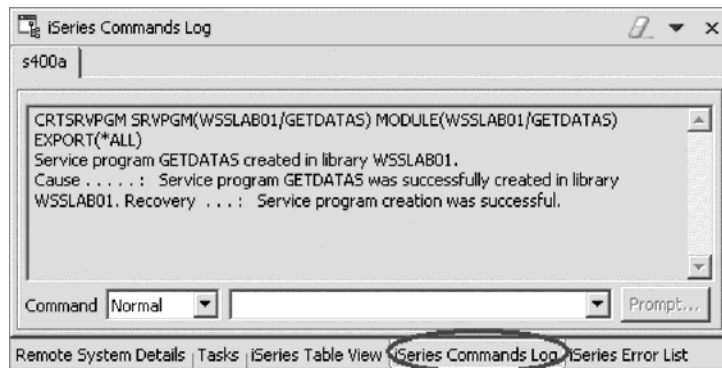 iSeries Commands Log
s400a
CRTSRVPGM SRVPGM(WSSLAB01/GETDATAS) MODULE(WSSLAB01/GETDATAS)
EXPORT(*ALL)
Service program GETDATAS created in library WSSLAB01.
Cause . . . . . :   Service program GETDATAS was successfully created in library
WSSLAB01. Recovery  . . . :   Service program creation was successful.
Command Normal Prompt...
Remote System Details Tasks iSeries Table View iSeries Commands Log iSeries Error List